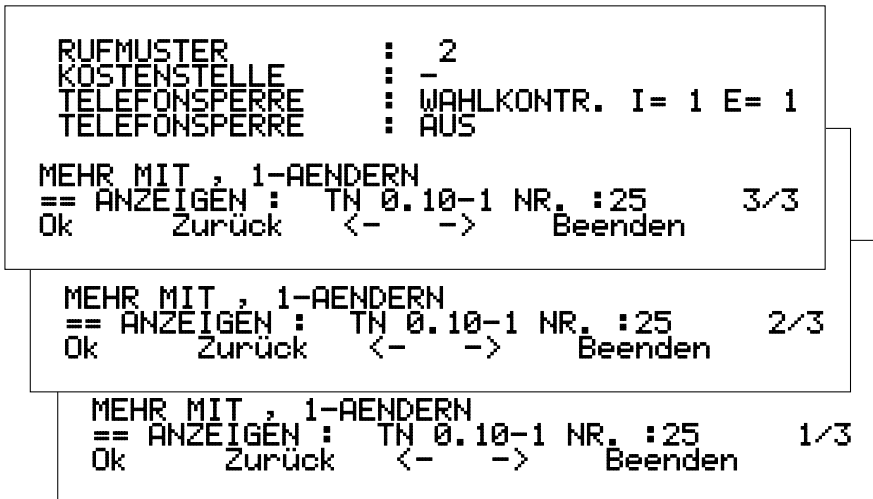 RUFMUSTER : 2
KOSTENSTELLE : -
TELEFONSPERRE : WAHLKONTR. I= 1 E= 1
TELEFONSPERRE : AUS
MEHR MIT , 1-AENDERN
== ANZEIGEN : TN 0.10-1 NR. :25 3/3
Ok Zurück <- -> Beenden
MEHR MIT , 1-AENDERN
== ANZEIGEN : TN 0.10-1 NR. :25 2/3
Ok Zurück <- -> Beenden
MEHR MIT , 1-AENDERN
== ANZEIGEN : TN 0.10-1 NR. :25 1/3
Ok Zurück <- -> Beenden